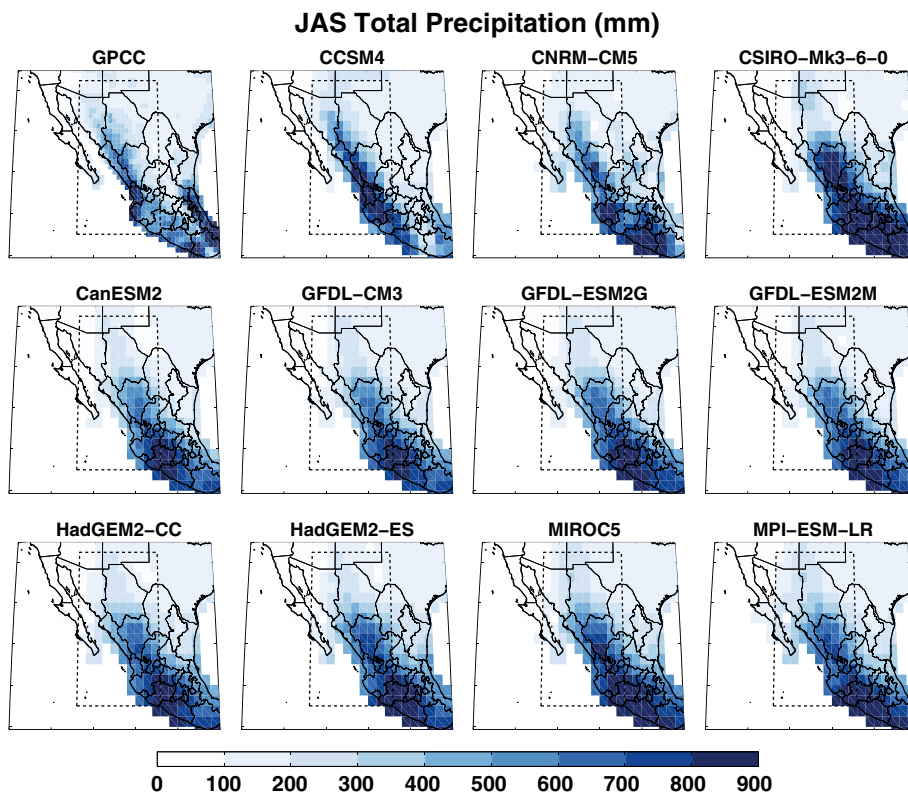 JAS Total Precipitation (mm)
GPCC CCSM4 CNRM−CM5 CSIRO−Mk3−6−0
CanESM2 GFDL−CM3 GFDL−ESM2G GFDL−ESM2M
HadGEM2−CC HadGEM2−ES MIROC5 MPI−ESM−LR
0 100 200 300 400 500 600 700 800 900